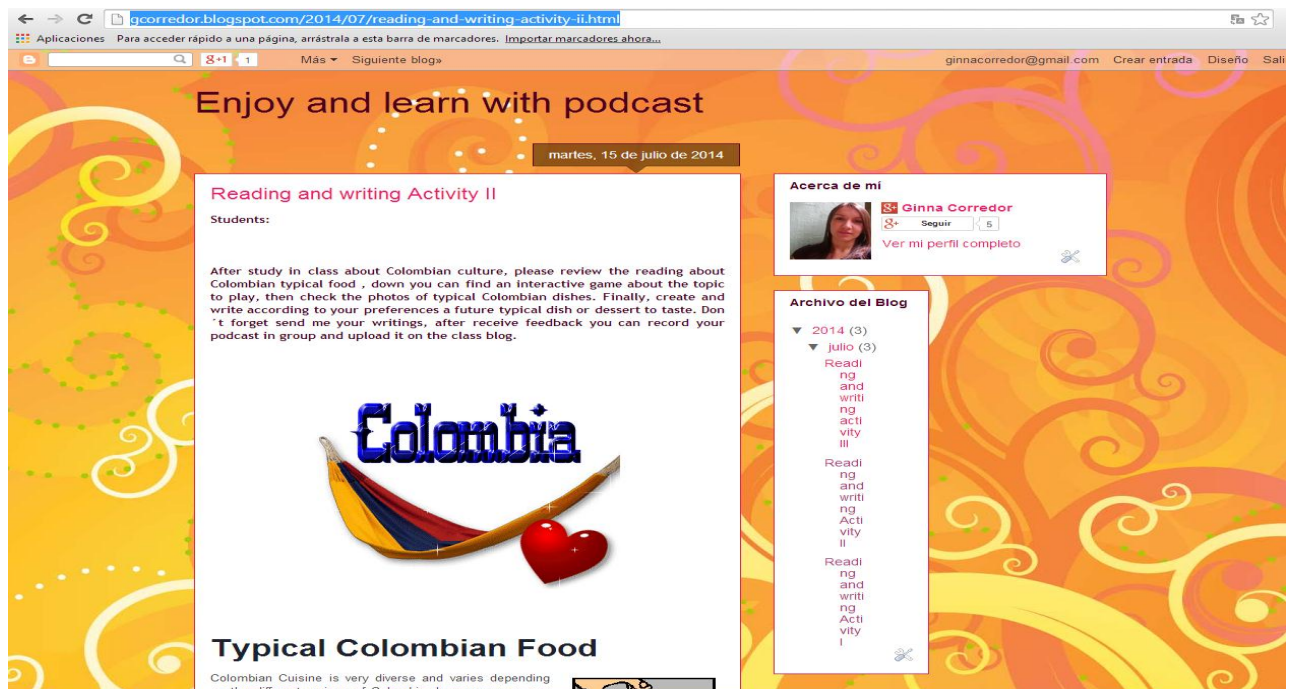 gcorredor.blogspot.com/2014/07/reading-and-writing-activity-ii.html
Aplicaciones Para acceder rápido a una página, arrástrala a esta barra de marcadores. Importar marcadores ahora...
g+1 1 Más Siguiente blog» ginnacorredor@gmail.com Crear entrada Diseño Sali
Enjoy and learn with podcast
martes, 15 de julio de 2014
Reading and writing Activity II
Students:
After study in class about Colombian culture, please review the reading about
Colombian typical food , down you can find an interactive game about the topic
to play, then check the photos of typical Colombian dishes. Finally, create and
write according to your preferences a future typical dish or dessert to taste. Don
´t forget send me your writings, after receive feedback you can record your
podcast in group and upload it on the class blog.
Colombia
Typical Colombian Food
Colombian Cuisine is very diverse and varies depending
Acerca de mí
g+ Ginna Corredor
g+ Seguir 5
Ver mi perfil completo
Archivo del Blog
▼ 2014 (3)
▼ julio (3)
Readi
ng
and
writi
ng
acti
vity
III
Readi
ng
and
writi
ng
Acti
vity
II
Readi
ng
and
writi
ng
Acti
vity
I